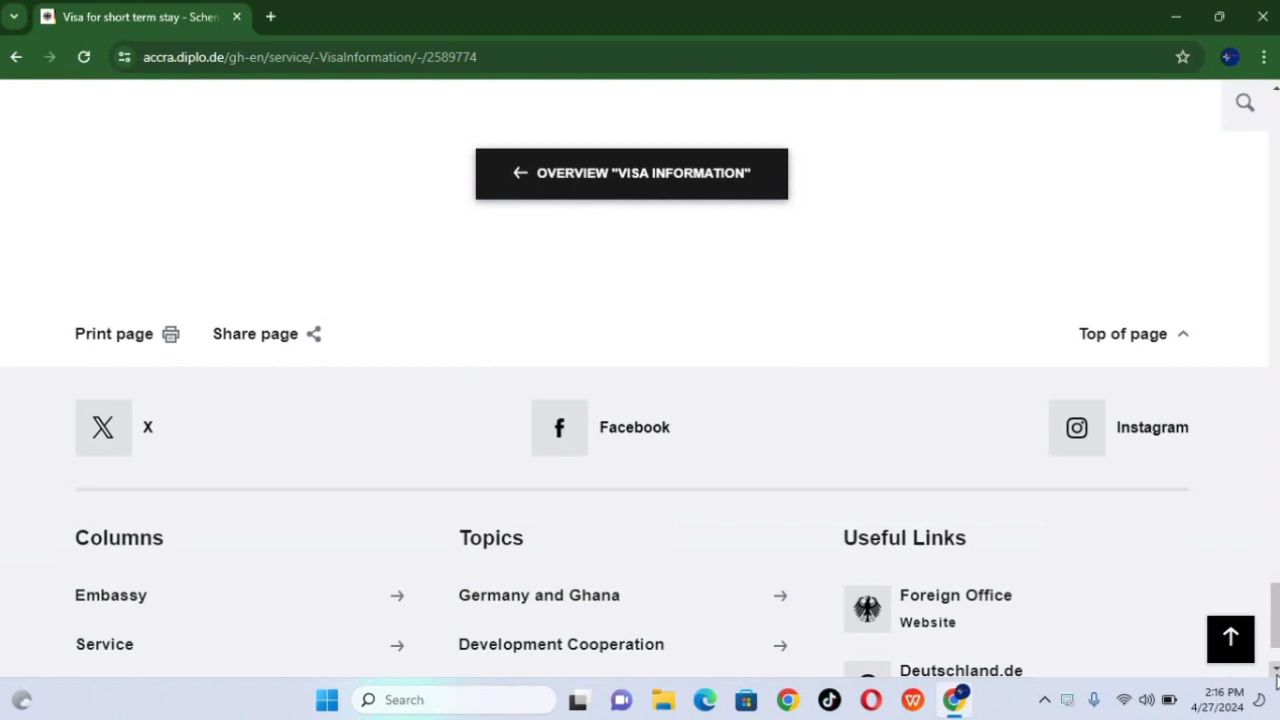 Visa for short term stay - Schen
accra.diplo.de/gh-en/service/-VisaInformation/-/2589774
OVERVIEW "VISA INFORMATION"
Print page
Share page
Top of page
X
Facebook
Instagram
Columns
Topics
Useful Links
Embassy
Germany and Ghana
Foreign Office
Website
Service
Development Cooperation
Deutschland.de
Search
2:16 PM
4/27/2024